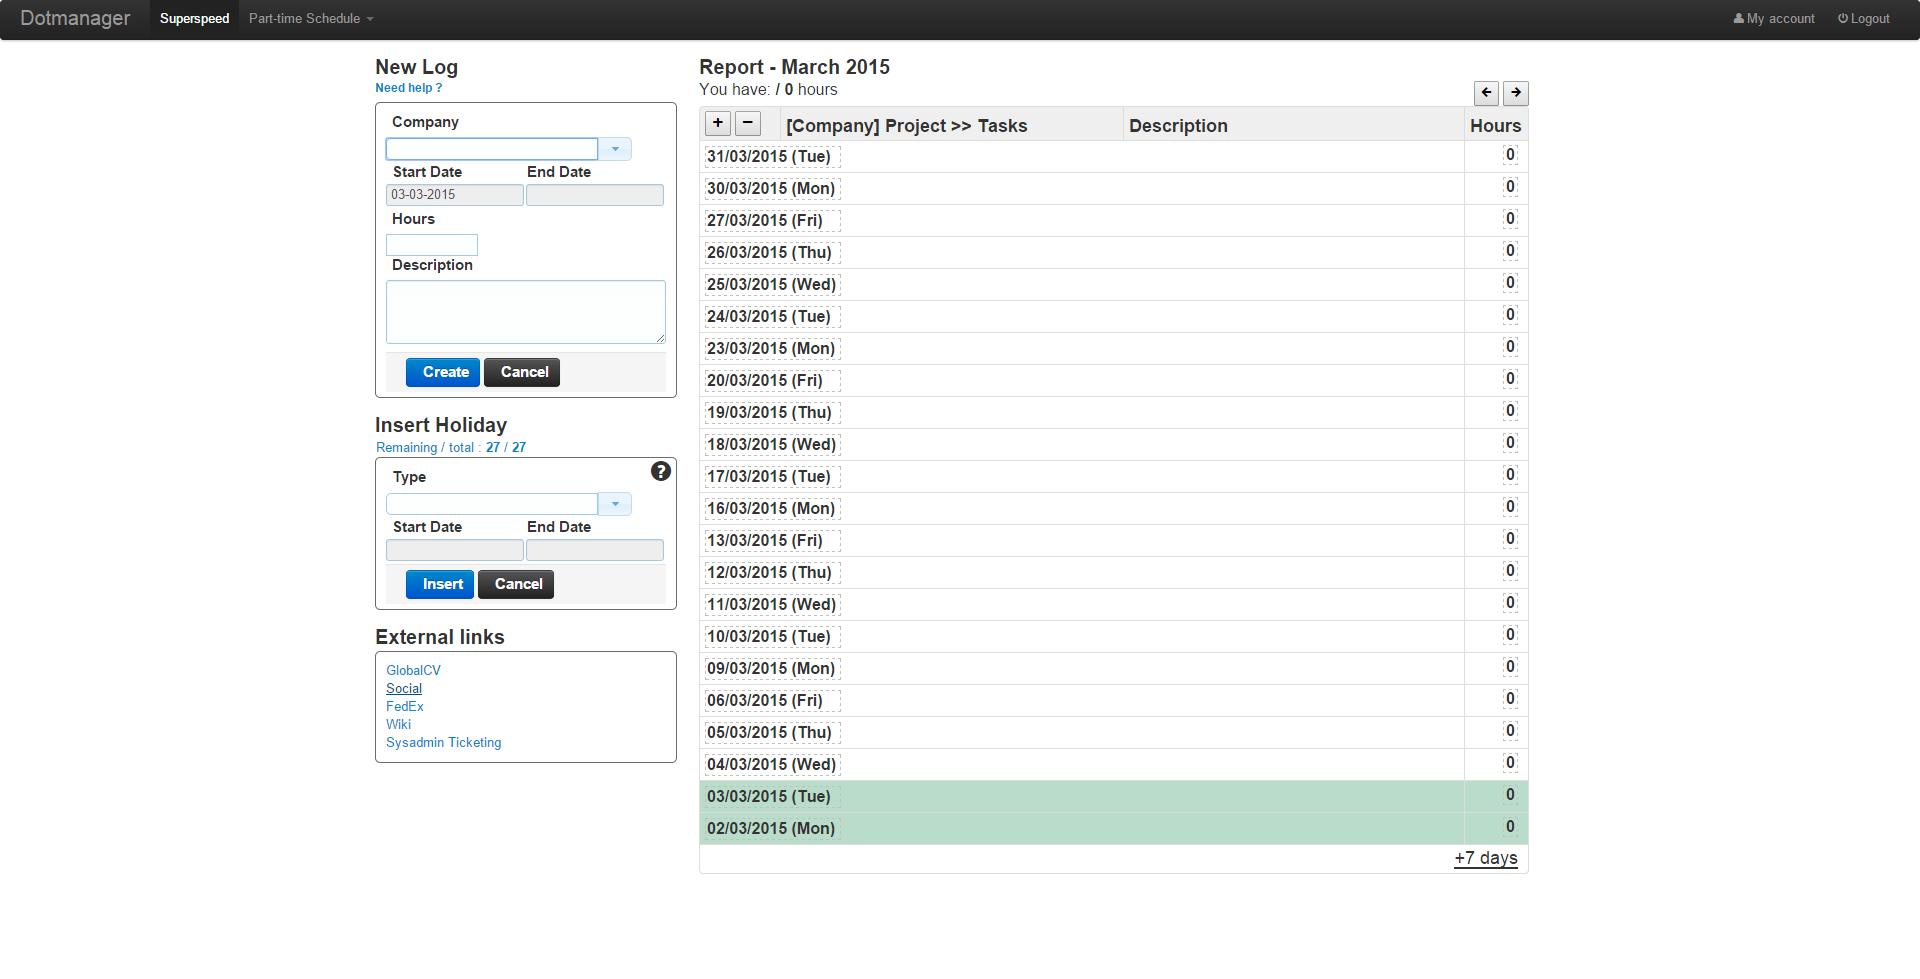 Dotmanager Superspeed Part-time Schedule My account Logout
New Log
Need help ?
Company
Start Date End Date
03-03-2015
Hours
Description
Create Cancel
Insert Holiday
Remaining / total : 27 / 27
Type
?
Start Date End Date
Insert Cancel
External links
GlobalCV
Social
FedEx
Wiki
Sysadmin Ticketing
Report - March 2015
You have: / 0 hours
+ − [Company] Project >> Tasks Description Hours
31/03/2015 (Tue) 0
30/03/2015 (Mon) 0
27/03/2015 (Fri) 0
26/03/2015 (Thu) 0
25/03/2015 (Wed) 0
24/03/2015 (Tue) 0
23/03/2015 (Mon) 0
20/03/2015 (Fri) 0
19/03/2015 (Thu) 0
18/03/2015 (Wed) 0
17/03/2015 (Tue) 0
16/03/2015 (Mon) 0
13/03/2015 (Fri) 0
12/03/2015 (Thu) 0
11/03/2015 (Wed) 0
10/03/2015 (Tue) 0
09/03/2015 (Mon) 0
06/03/2015 (Fri) 0
05/03/2015 (Thu) 0
04/03/2015 (Wed) 0
03/03/2015 (Tue) 0
02/03/2015 (Mon) 0
+7 days